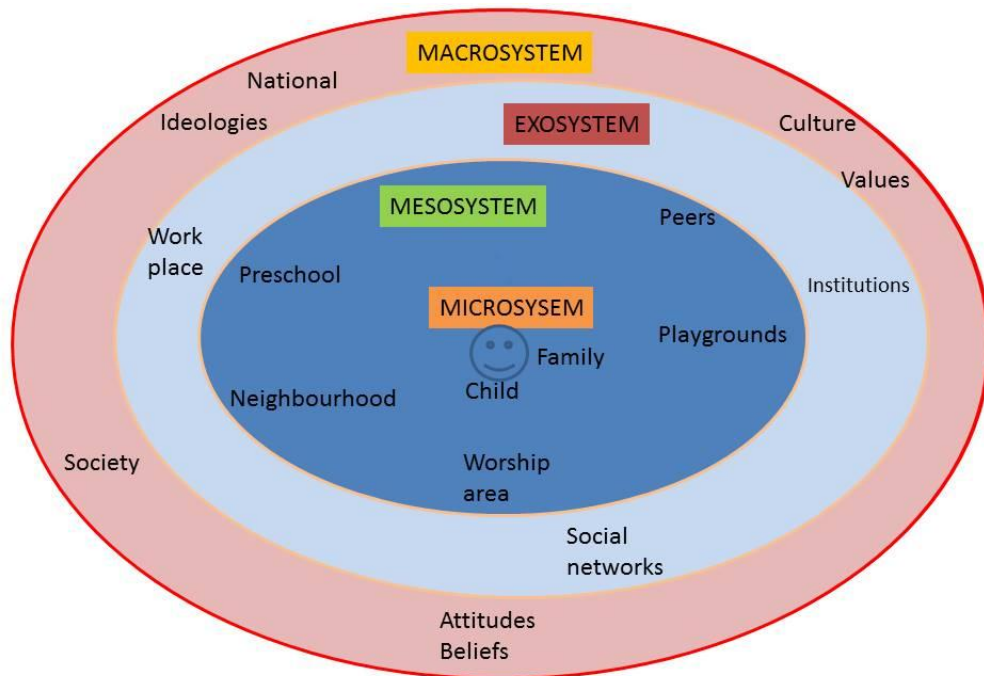 MACROSYSTEM
National
EXOSYSTEM
Ideologies
Culture
Values
MESOSYSTEM
Peers
Work
place
Preschool
Institutions
MICROSYSEM
Playgrounds
Family
Child
Neighbourhood
Society
Worship
area
Social
networks
Attitudes
Beliefs